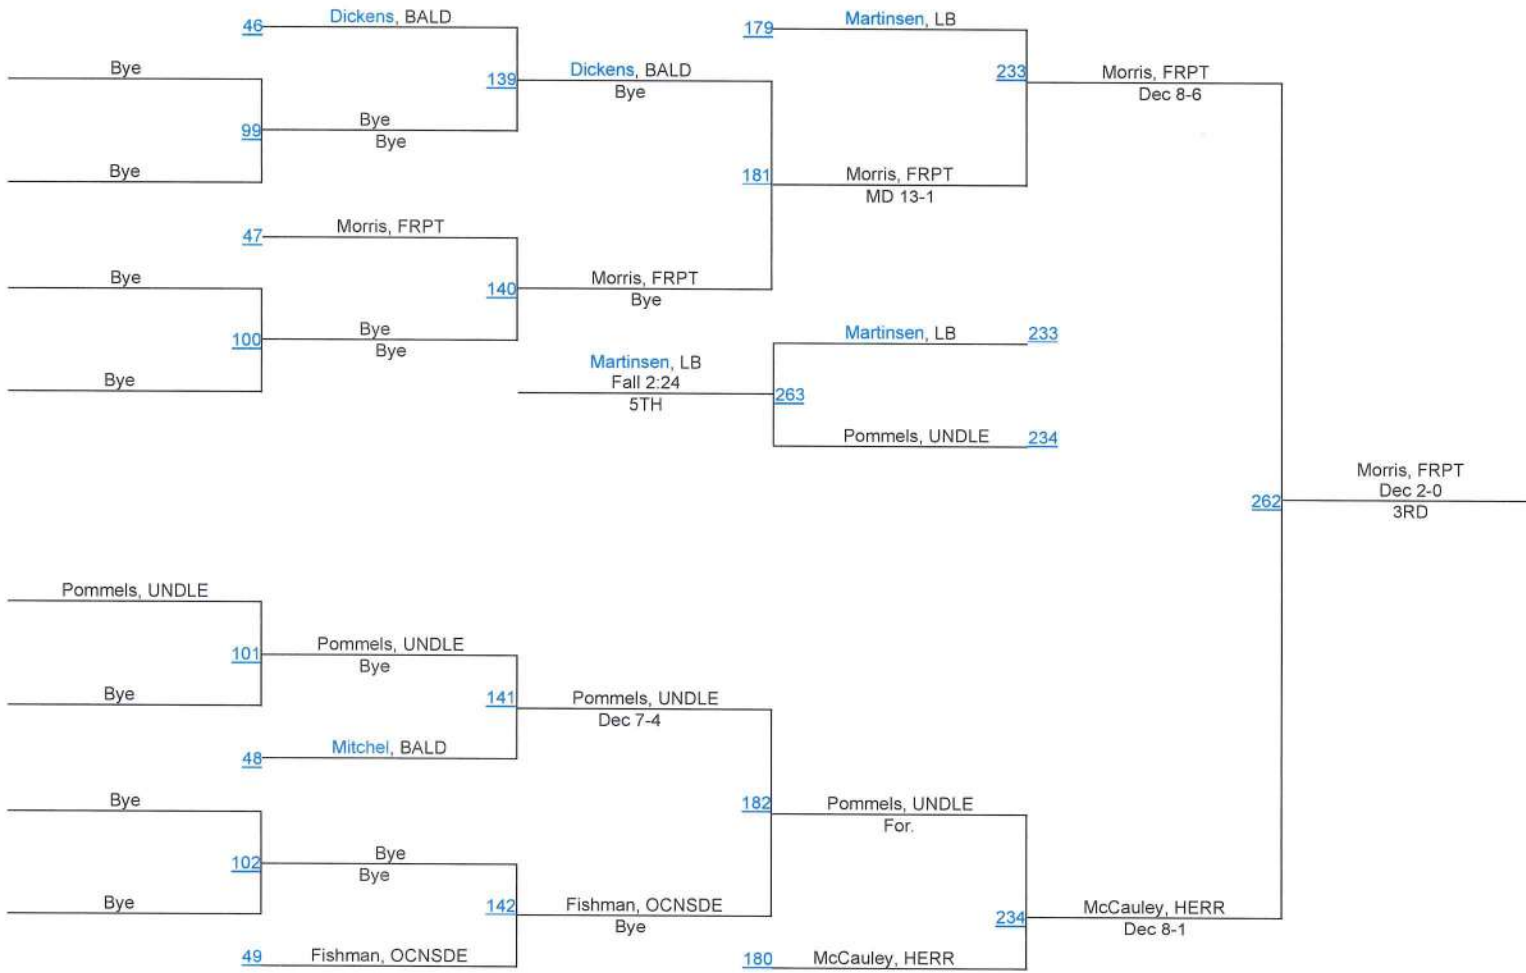 46
Dickens, BALD
179
Martinsen, LB
Bye
139
Dickens, BALD
Bye
233
Morris, FRPT
Dec 8-6
99
Bye
Bye
Bye
181
Morris, FRPT
MD 13-1
47
Morris, FRPT
Bye
140
Morris, FRPT
Bye
100
Bye
Bye
Bye
Martinsen, LB
233
Martinsen, LB
Fall 2:24
5TH
263
Pommels, UNDLE
234
262
Morris, FRPT
Dec 2-0
3RD
Pommels, UNDLE
101
Pommels, UNDLE
Bye
Bye
141
Pommels, UNDLE
Dec 7-4
48
Mitchel, BALD
Bye
182
Pommels, UNDLE
For.
102
Bye
Bye
Bye
142
Fishman, OCNSDE
Bye
234
McCauley, HERR
Dec 8-1
49
Fishman, OCNSDE
180
McCauley, HERR